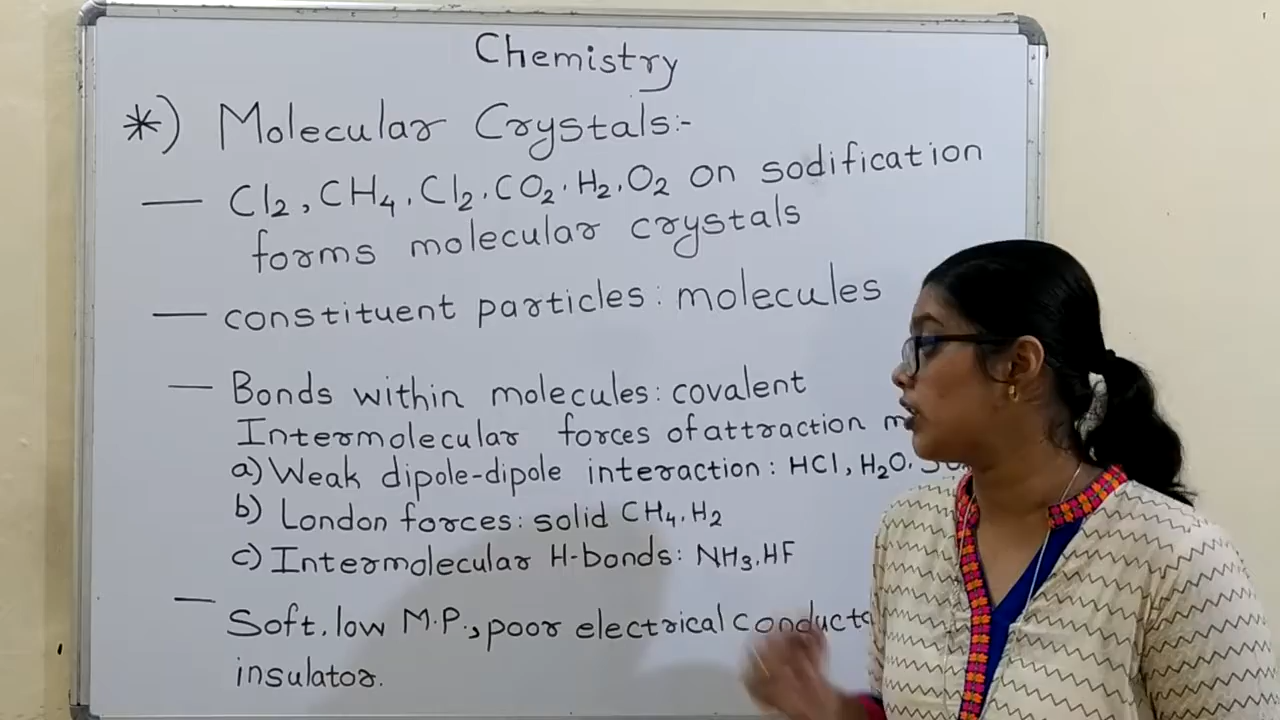 Chemistry
*) Molecular Crystals:-
— Cl₂, CH₄, Cl₂, CO₂, H₂, O₂ on sodification
forms molecular crystals
— constituent particles: molecules
— Bonds within molecules: covalent
Intermolecular forces of attraction
a) Weak dipole-dipole interaction: HCl, H₂O,
b) London forces: solid CH₄, H₂
c) Intermolecular H-bonds: NH₃, HF
— Soft, low M.P., poor electrical
insulator.